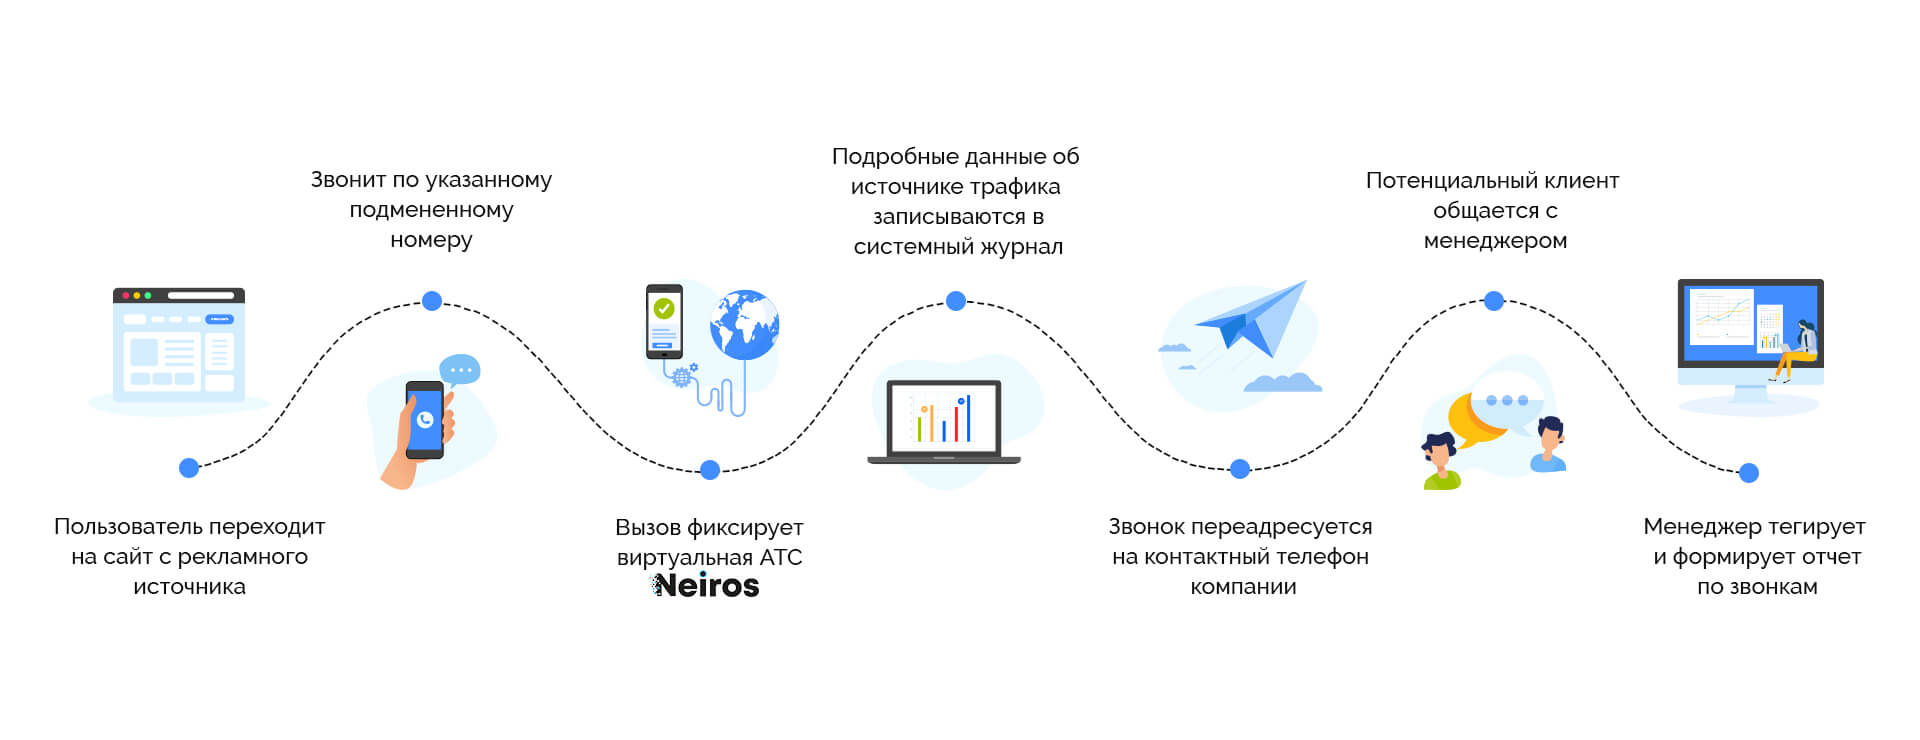 Пользователь переходит
на сайт с рекламного
источника
Звонит по указанному
подмененному
номеру
Вызов фиксирует
виртуальная АТС
Neiros
Подробные данные об
источнике трафика
записываются в
системный журнал
Звонок переадресуется
на контактный телефон
компании
Потенциальный клиент
общается с
менеджером
Менеджер тегирует
и формирует отчет
по звонкам